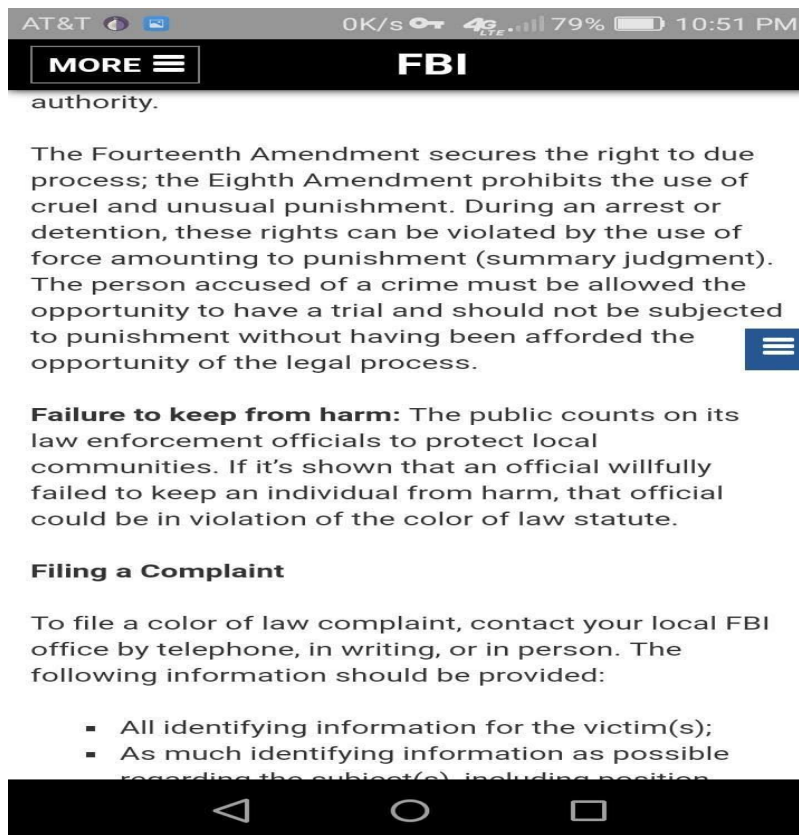 AT&T 0K/s 4G LTE 79% 10:51 PM
MORE FBI
authority.
The Fourteenth Amendment secures the right to due
process; the Eighth Amendment prohibits the use of
cruel and unusual punishment. During an arrest or
detention, these rights can be violated by the use of
force amounting to punishment (summary judgment).
The person accused of a crime must be allowed the
opportunity to have a trial and should not be subjected
to punishment without having been afforded the
opportunity of the legal process.
Failure to keep from harm: The public counts on its
law enforcement officials to protect local
communities. If it's shown that an official willfully
failed to keep an individual from harm, that official
could be in violation of the color of law statute.
Filing a Complaint
To file a color of law complaint, contact your local FBI
office by telephone, in writing, or in person. The
following information should be provided:
▪ All identifying information for the victim(s);
▪ As much identifying information as possible
regarding the subject(s), including position,